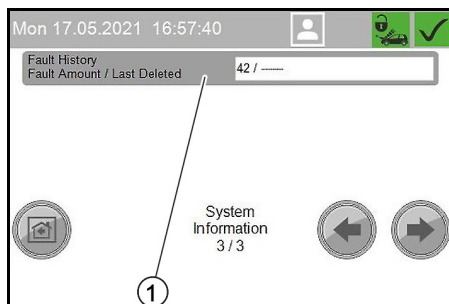 Mon 17.05.2021 16:57:40
Fault History
Fault Amount / Last Deleted
42 / -------
System
Information
3 / 3
1